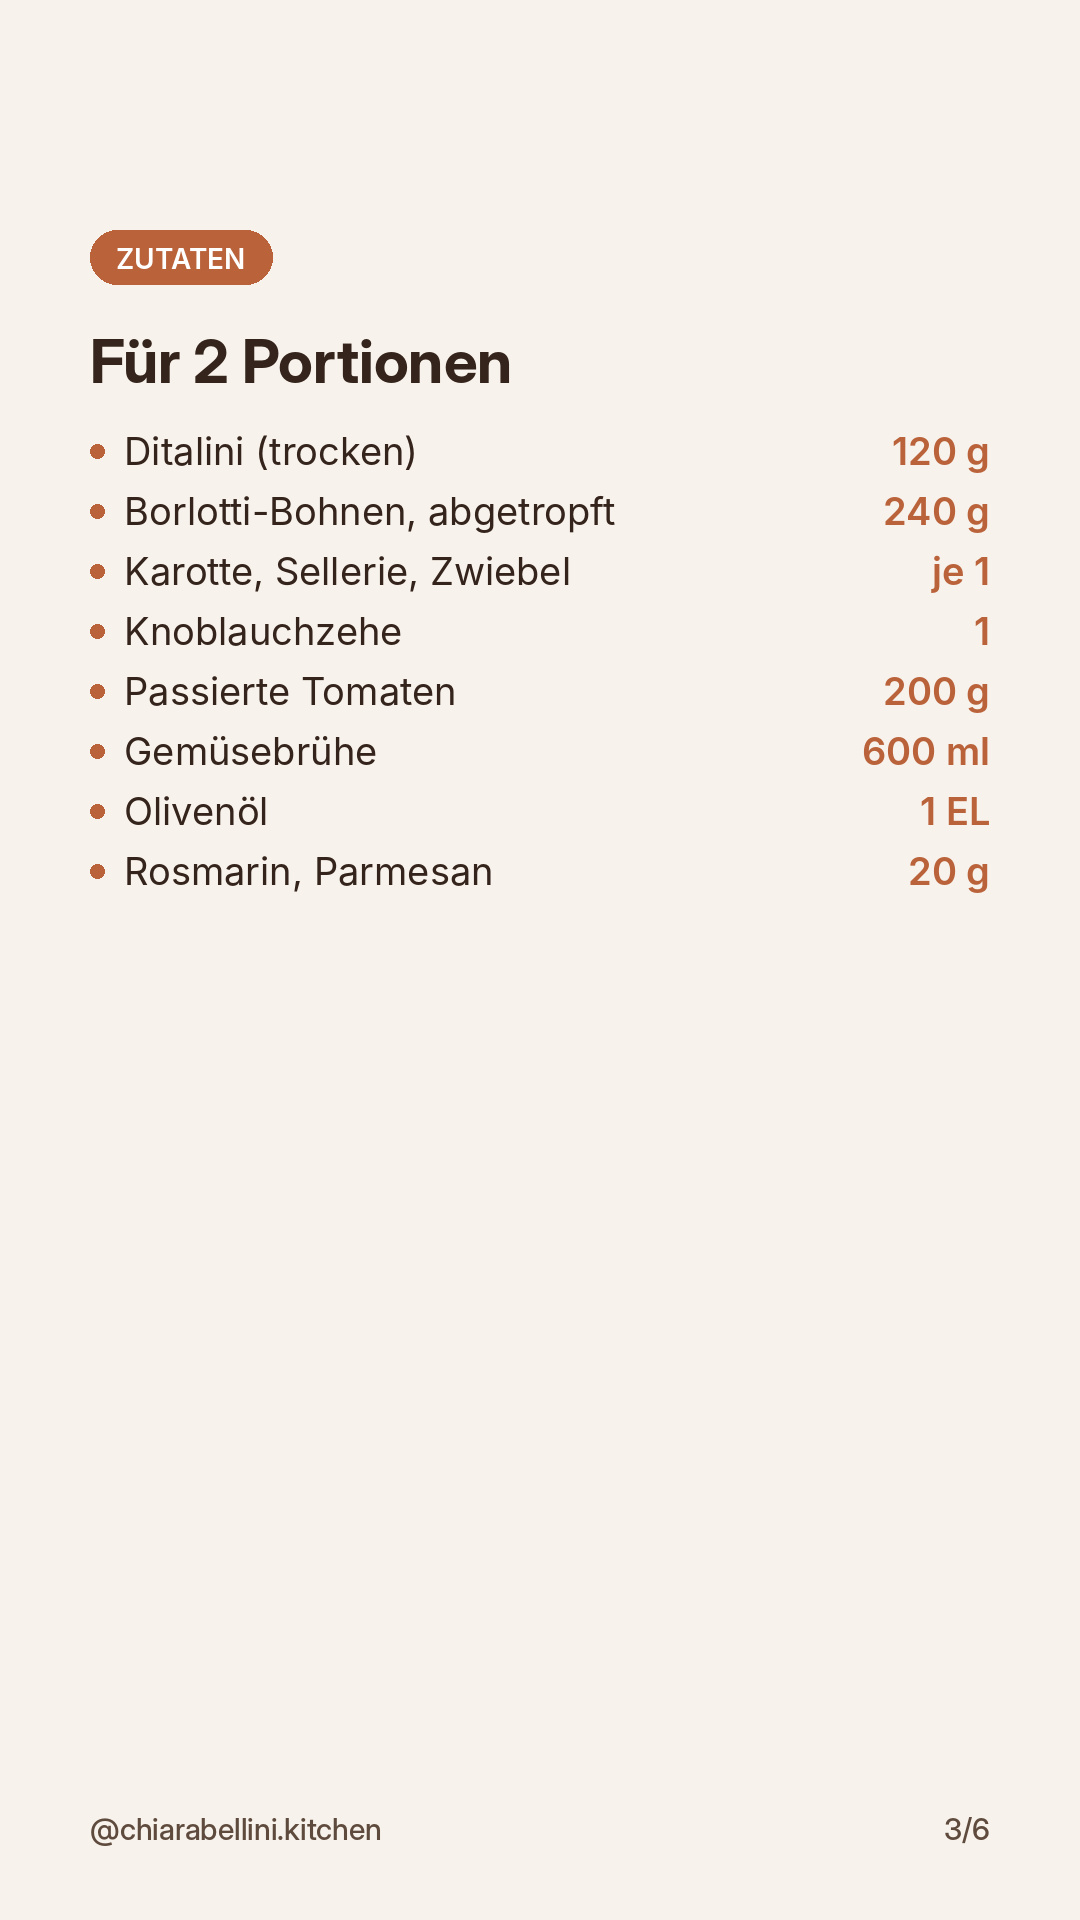 ZUTATEN
Für 2 Portionen
Ditalini (trocken) 120 g
Borlotti-Bohnen, abgetropft 240 g
Karotte, Sellerie, Zwiebel je 1
Knoblauchzehe 1
Passierte Tomaten 200 g
Gemüsebrühe 600 ml
Olivenöl 1 EL
Rosmarin, Parmesan 20 g
@chiarabellini.kitchen 3/6